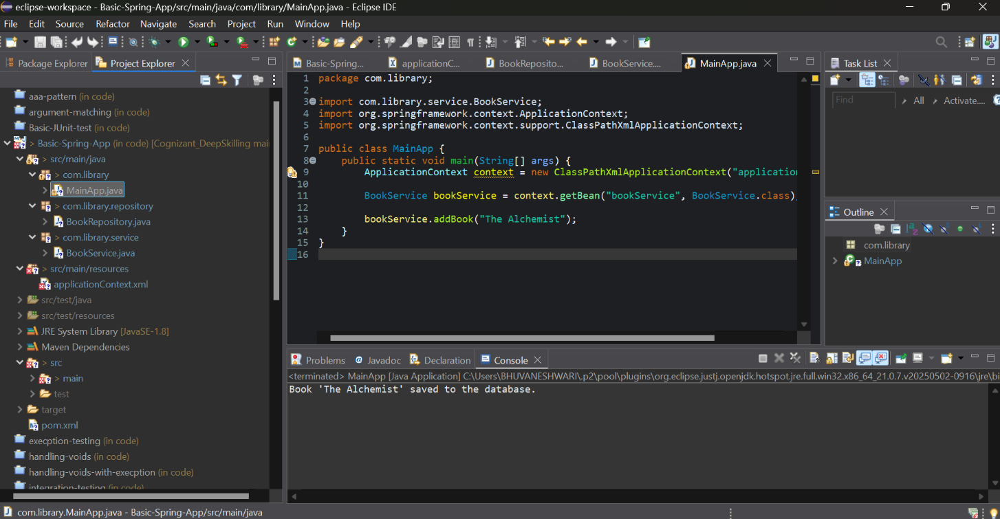 eclipse-workspace - Basic-Spring-App/src/main/java/com/library/MainApp.java - Eclipse IDE
File Edit Source Refactor Navigate Search Project Run Window Help
Package Explorer
Project Explorer
aaa-pattern (in code)
argument-matching (in code)
Basic-JUnit-test (in code)
> Basic-Spring-App (in code) [Cognizant_DeepSkilling mai
> src/main/java
> com.library
MainApp.java
> com.library.repository
BookRepository.java
> com.library.service
BookService.java
> src/main/resources
applicationContext.xml
src/test/java
src/test/resources
JRE System Library [JavaSE-1.8]
Maven Dependencies
> src
> main
test
target
pom.xml
execption-testing (in code)
handling-voids (in code)
handling-voids-with-execption (in code)
integration-testing (in code)
Basic-Spring...
applicationC...
BookReposito...
BookService....
MainApp.java
1 package com.library;
2
3 import com.library.service.BookService;
4 import org.springframework.context.ApplicationContext;
5 import org.springframework.context.support.ClassPathXmlApplicationContext;
6
7 public class MainApp {
8 public static void main(String[] args) {
9 ApplicationContext context = new ClassPathXmlApplicationContext("application
10
11 BookService bookService = context.getBean("bookService", BookService.class)
12
13 bookService.addBook("The Alchemist");
14 }
15 }
16
Task List
Find
All
Activate....
Outline
com.library
MainApp
Problems
Javadoc
Declaration
Console
<terminated> MainApp [Java Application] C:\Users\BHUVANESHWARI\.p2\pool\plugins\org.eclipse.justj.openjdk.hotspot.jre.full.win32.x86_64_21.0.7.v20250502-0916\jre\bi
Book 'The Alchemist' saved to the database.
com.library.MainApp.java - Basic-Spring-App/src/main/java